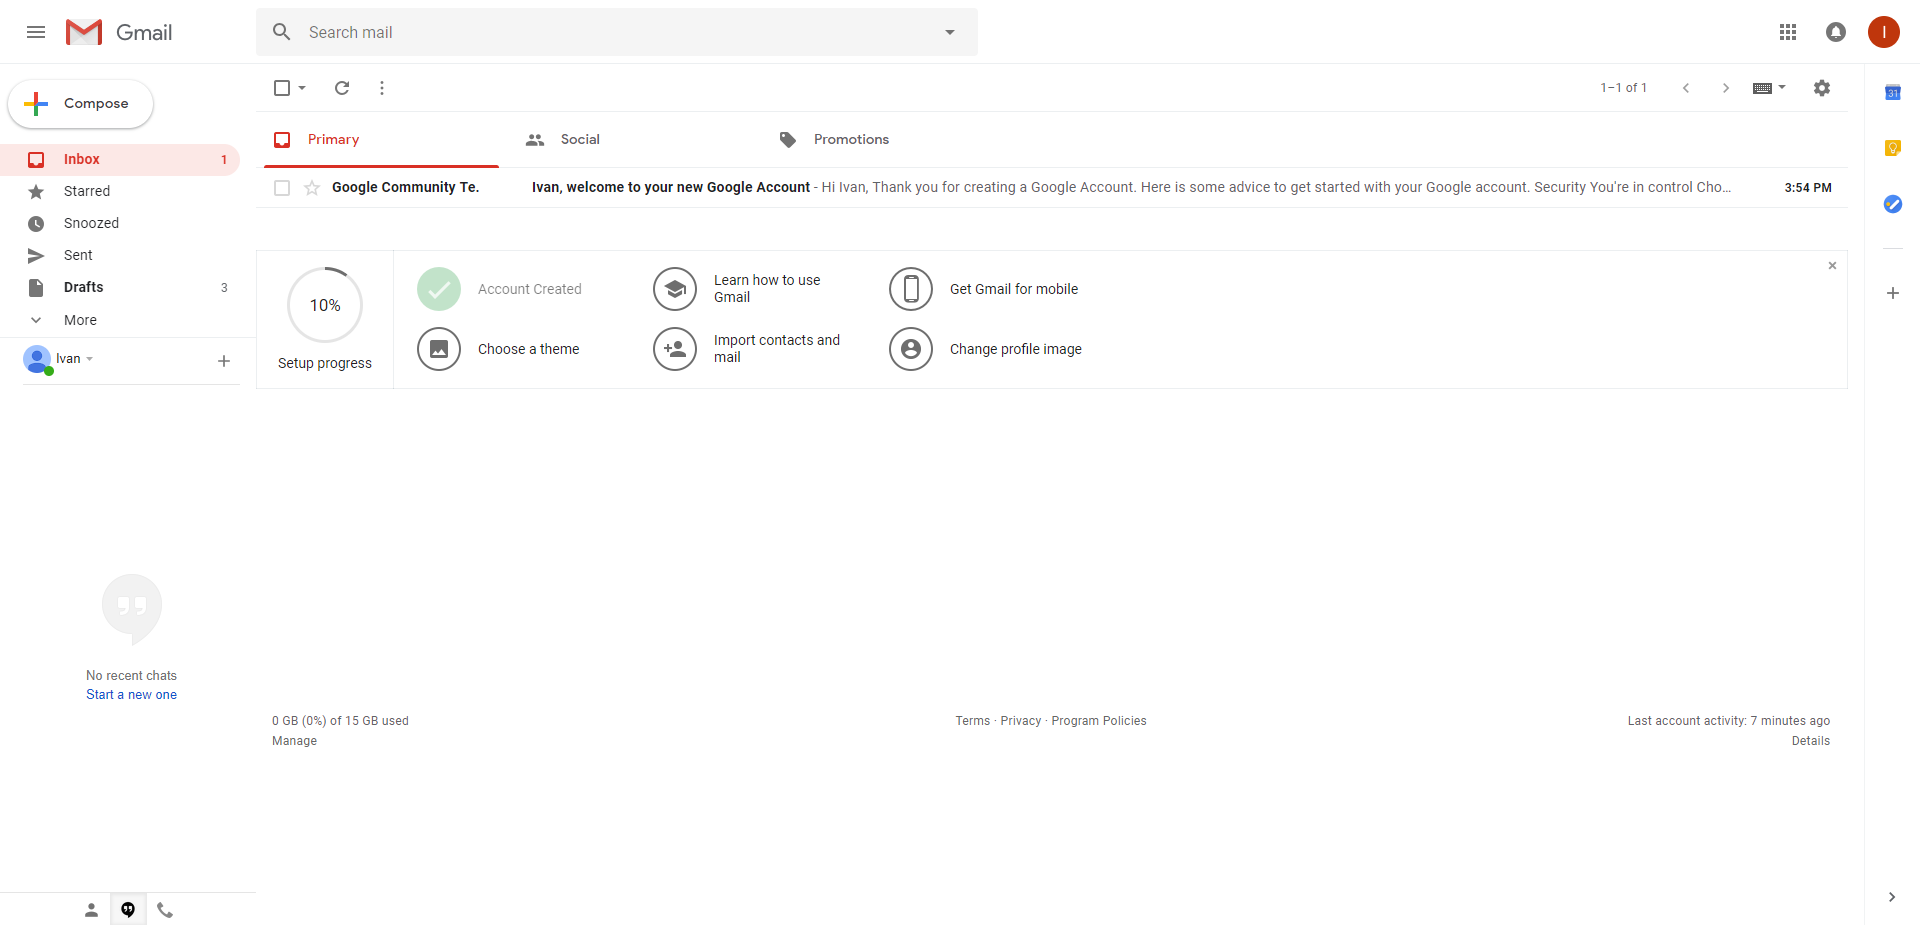 Gmail
Search mail
I
Compose
1–1 of 1
31
Primary
Social
Promotions
Inbox
1
Google Community Te.
Ivan, welcome to your new Google Account - Hi Ivan, Thank you for creating a Google Account. Here is some advice to get started with your Google account. Security You're in control Cho…
3:54 PM
Starred
Snoozed
Sent
Drafts
3
More
Ivan
10%
Setup progress
Account Created
Learn how to use
Gmail
Get Gmail for mobile
Choose a theme
Import contacts and
mail
Change profile image
No recent chats
Start a new one
0 GB (0%) of 15 GB used
Manage
Terms · Privacy · Program Policies
Last account activity: 7 minutes ago
Details